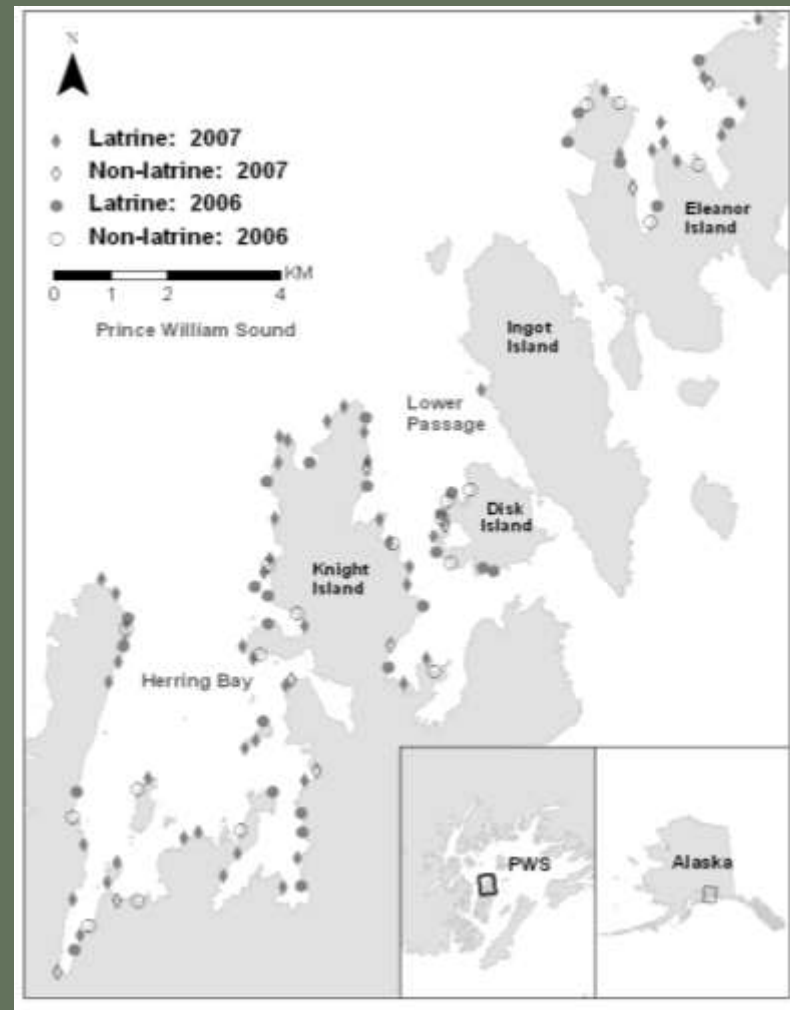 N
Latrine: 2007
Non-latrine: 2007
Latrine: 2006
Non-latrine: 2006
KM
0 1 2 4
Prince William Sound
Eleanor
Island
Ingot
Island
Lower
Passage
Disk
Island
Knight
Island
Herring Bay
PWS
Alaska